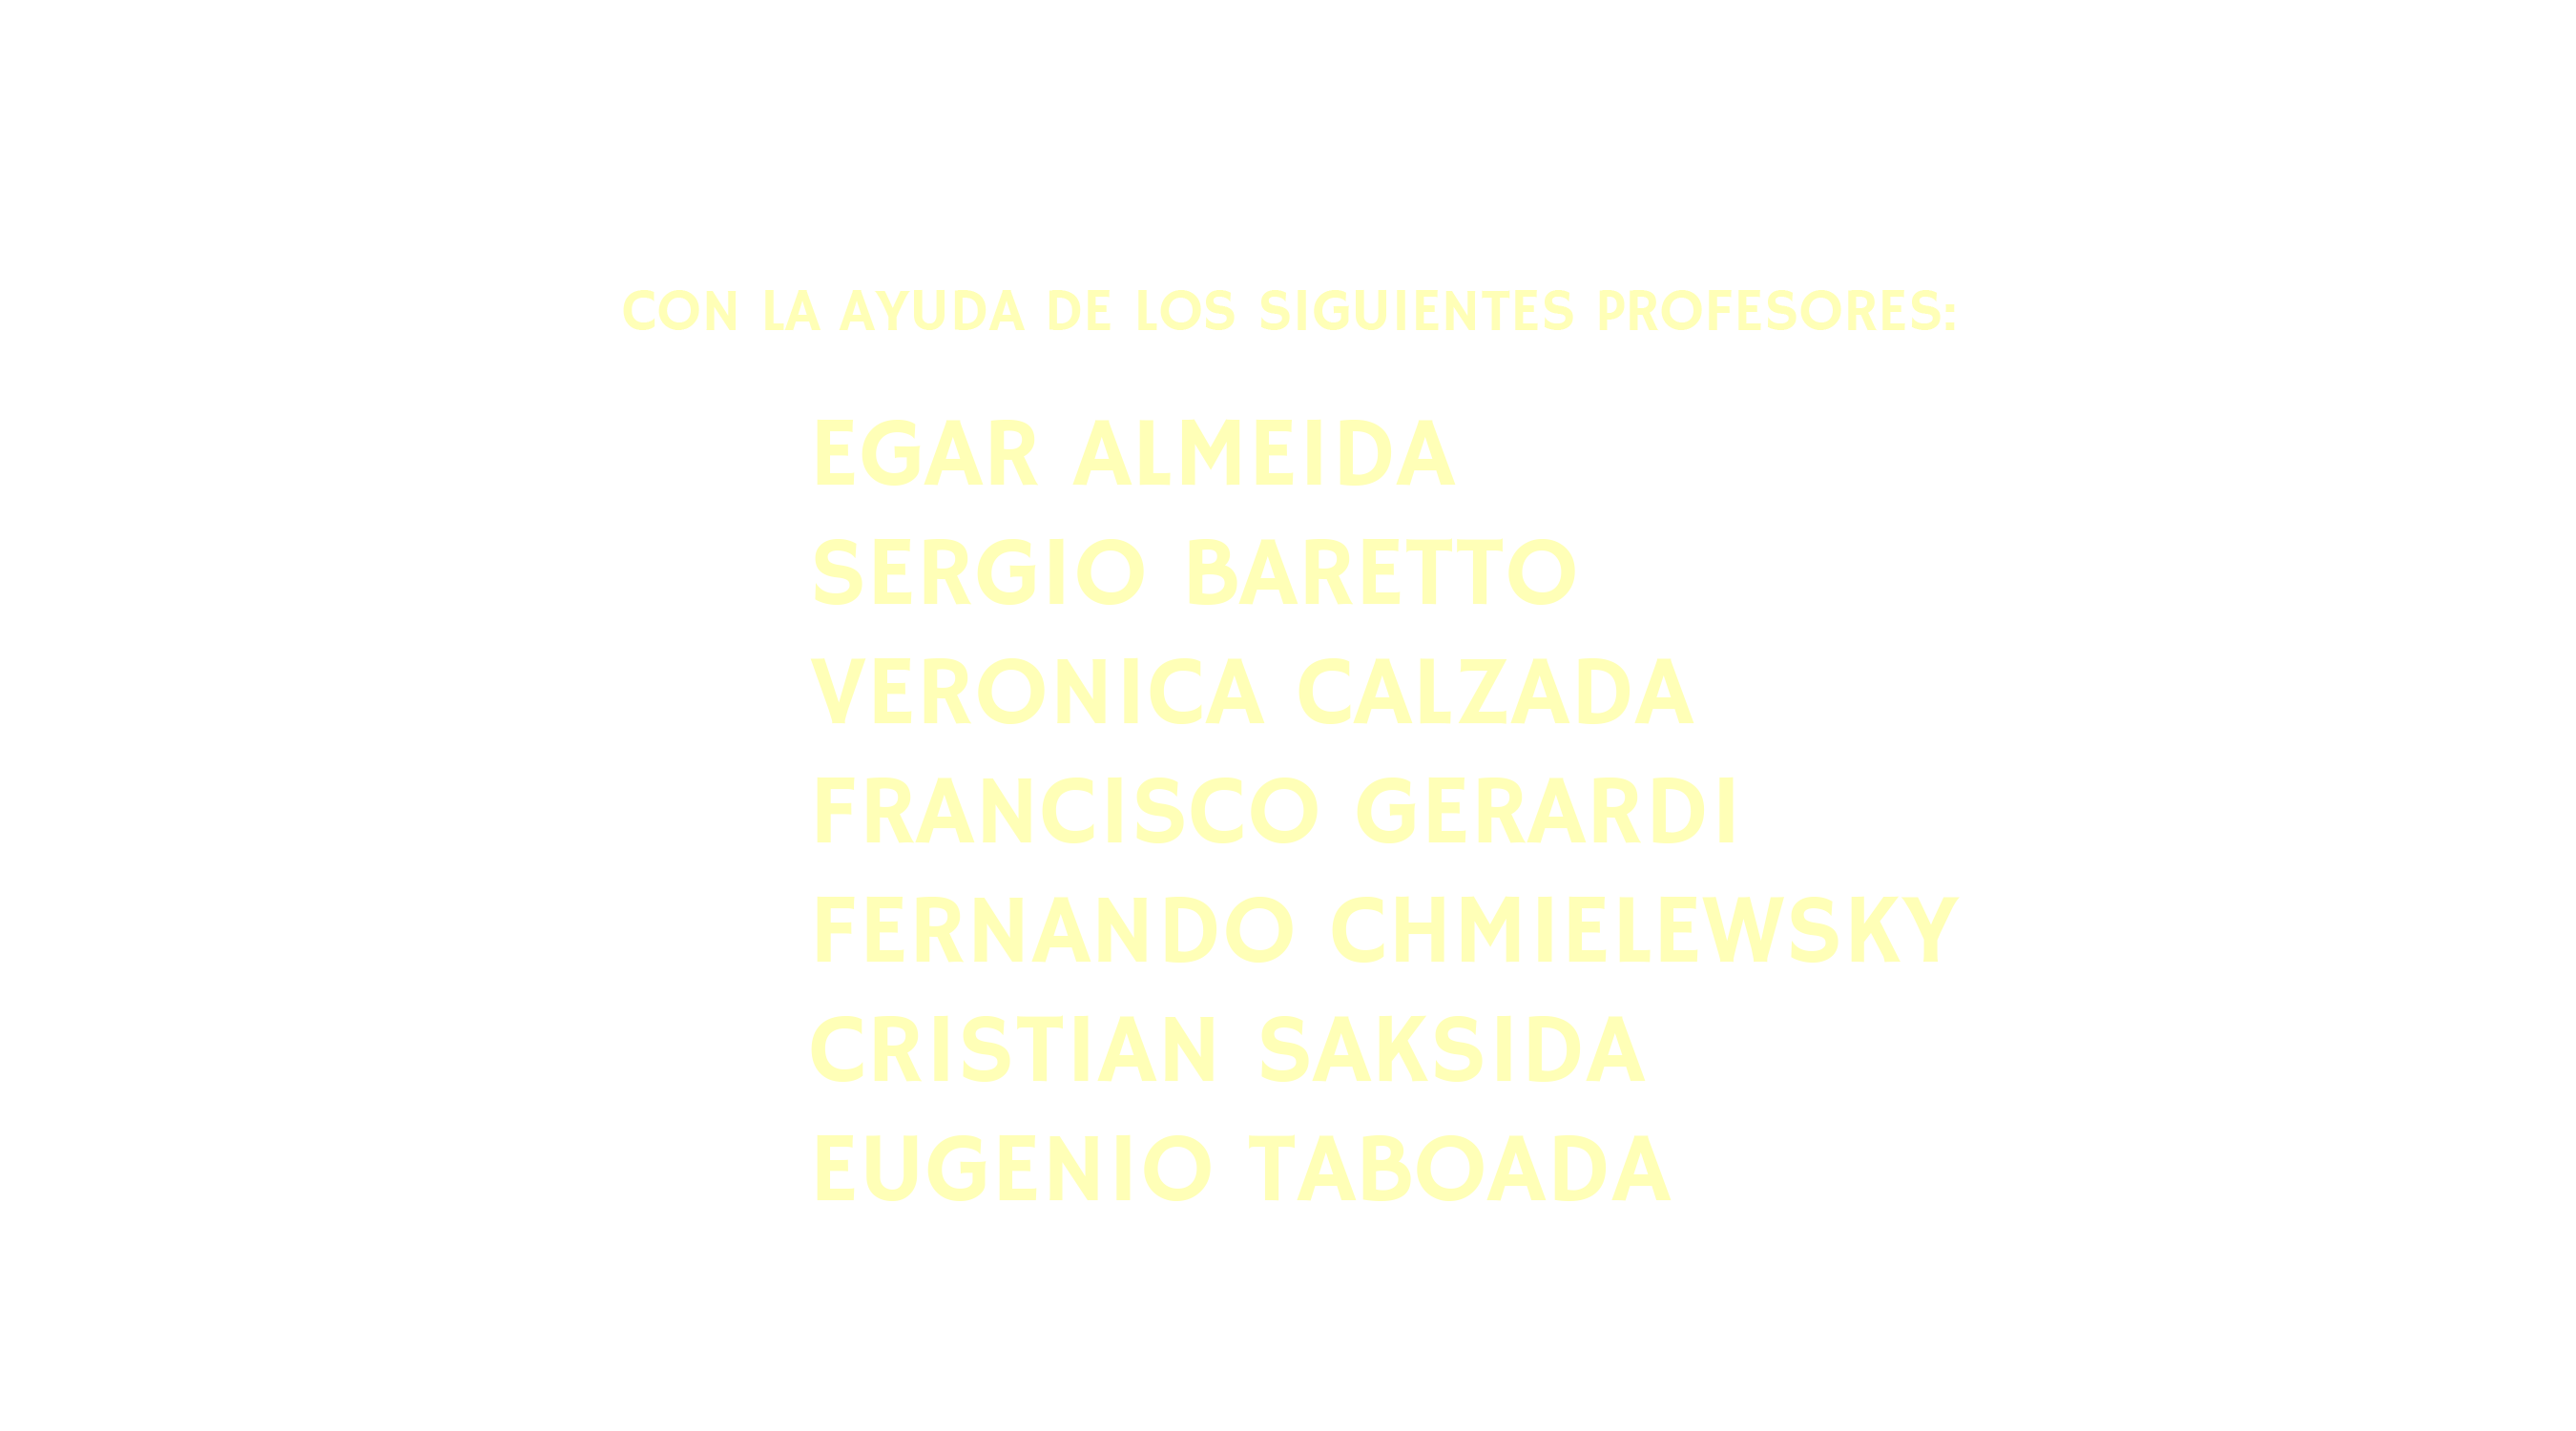 CON LA AYUDA DE LOS SIGUIENTES PROFESORES:
EGAR ALMEIDA
SERGIO BARETTO
VERONICA CALZADA
FRANCISCO GERARDI
FERNANDO CHMIELEWSKY
CRISTIAN SAKSIDA
EUGENIO TABOADA